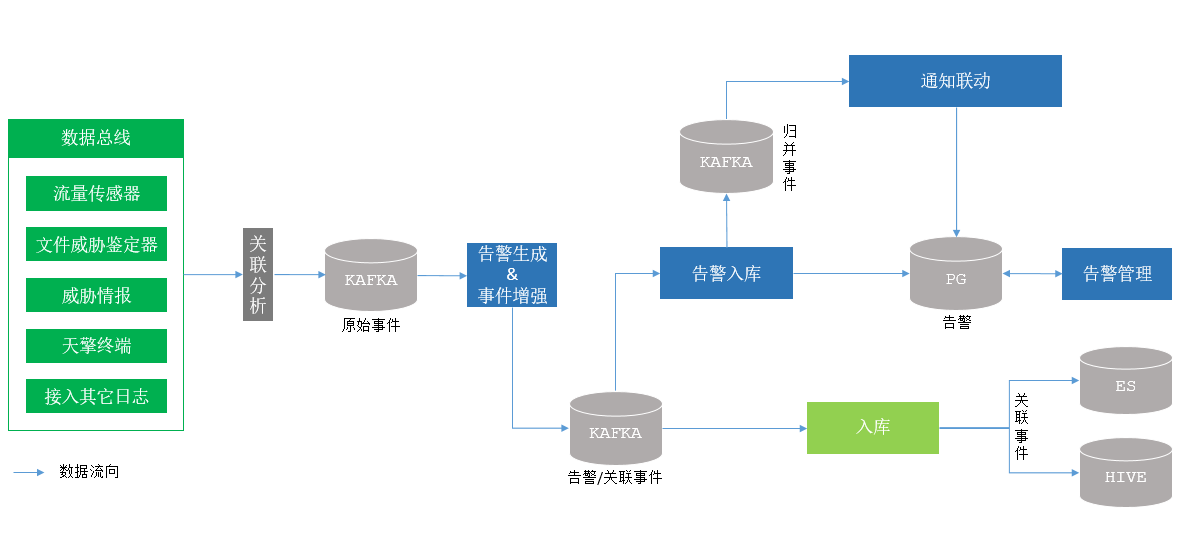 数据总线
流量传感器
文件威胁鉴定器
威胁情报
天擎终端
接入其它日志
数据流向
关联分析
KAFKA
原始事件
告警生成
&
事件增强
KAFKA
告警/关联事件
告警入库
KAFKA
归并事件
通知联动
PG
告警
告警管理
入库
关联事件
ES
HIVE